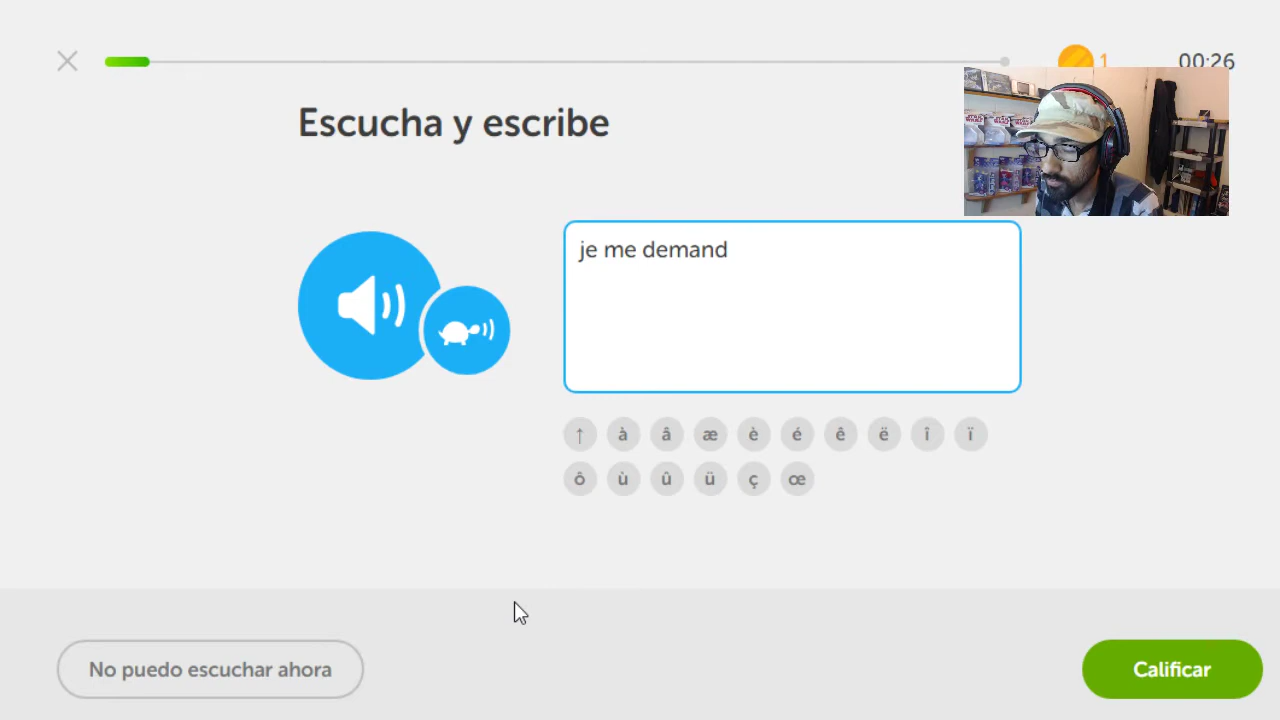 1
00:26
Escucha y escribe
je me demand
↑ à â æ è é ê ë î ï
ô ù û ü ç œ
No puedo escuchar ahora
Calificar